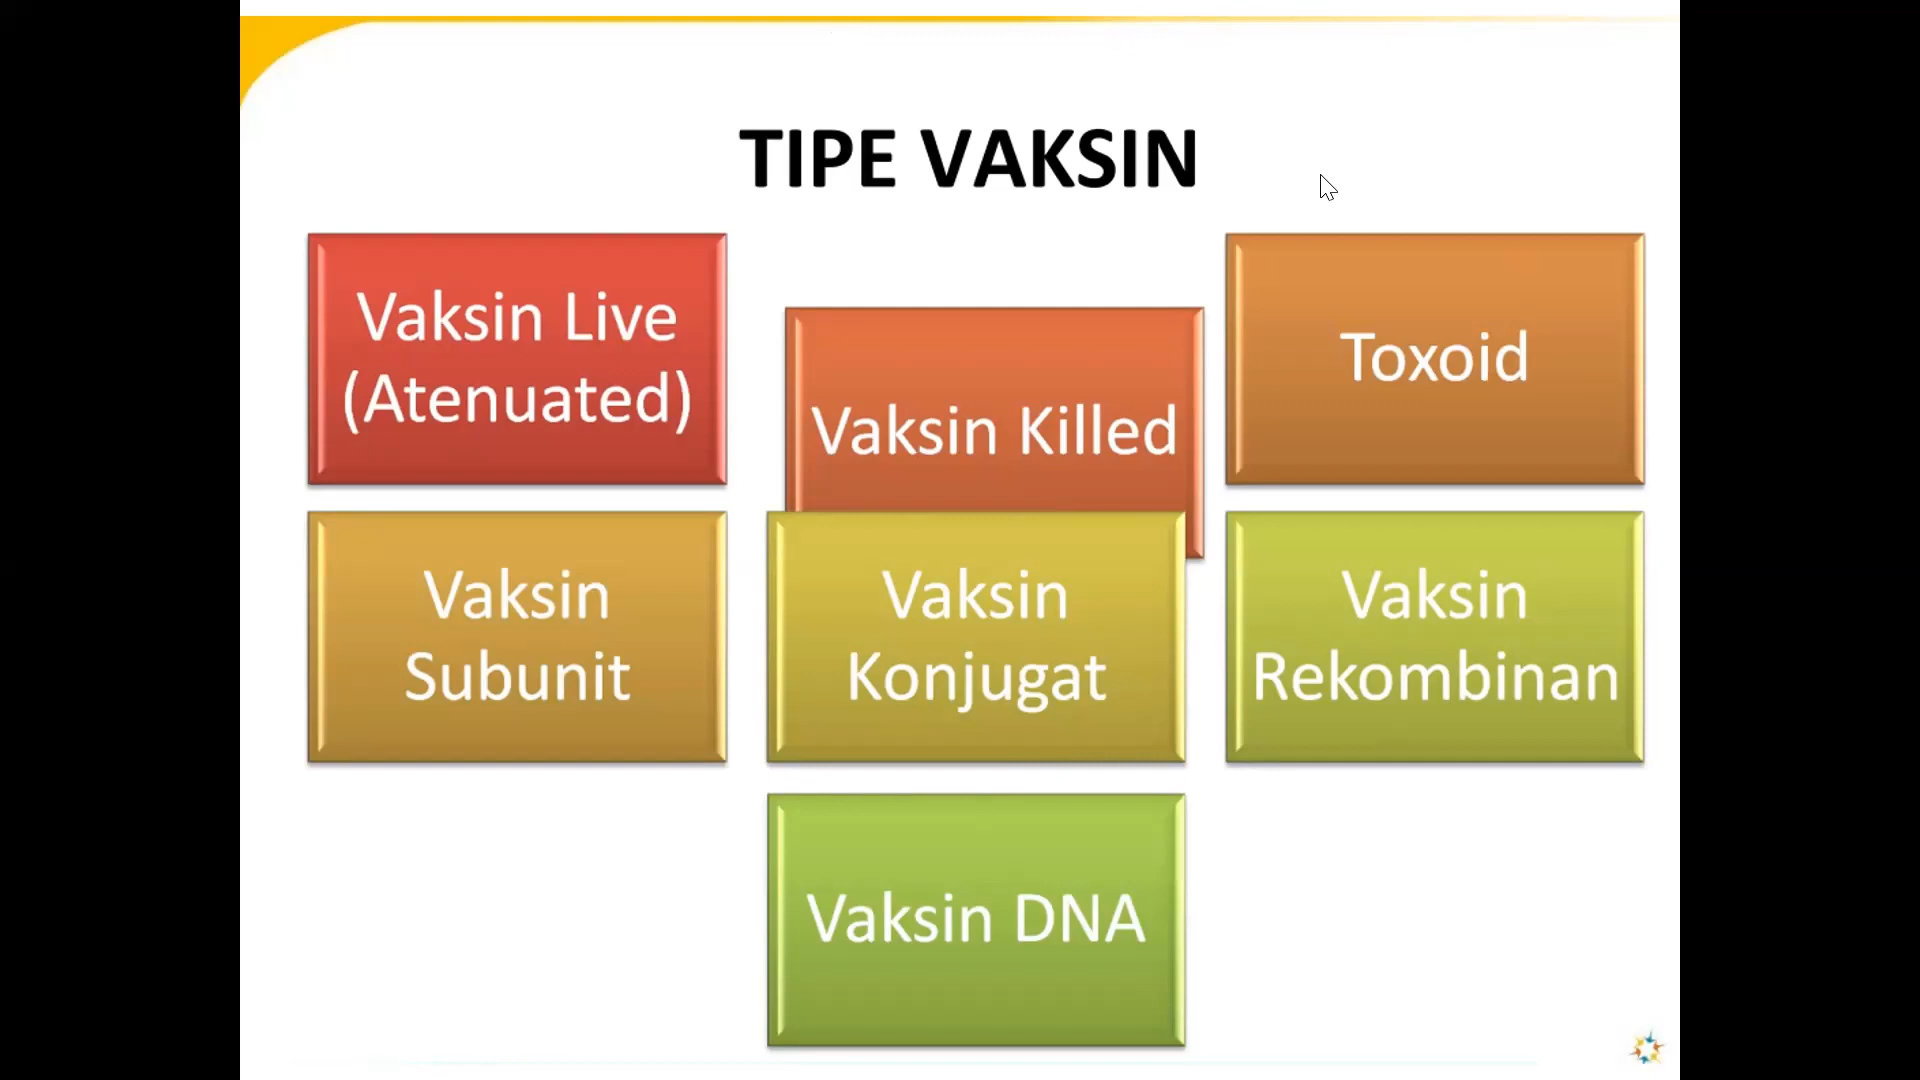 TIPE VAKSIN
Vaksin Live
(Atenuated)
Vaksin Killed
Toxoid
Vaksin
Subunit
Vaksin
Konjugat
Vaksin
Rekombinan
Vaksin DNA